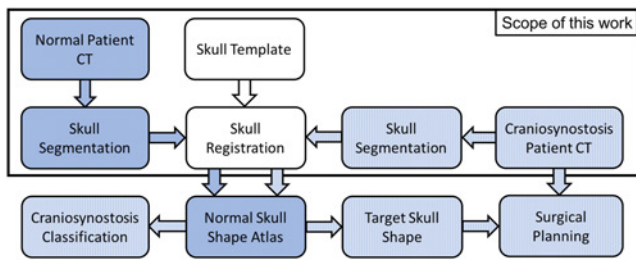 Scope of this work
Normal Patient
CT
Skull Template
Skull
Segmentation
Skull
Registration
Skull
Segmentation
Craniosynostosis
Patient CT
Craniosynostosis
Classification
Normal Skull
Shape Atlas
Target Skull
Shape
Surgical
Planning